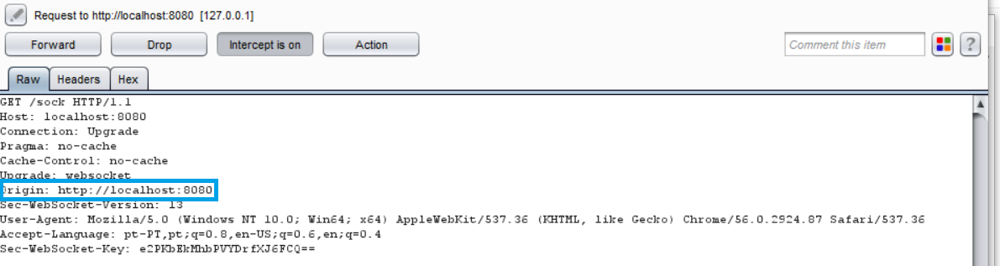 Request to http://localhost:8080 [127.0.0.1]
Forward Drop Intercept is on Action Comment this item ?
Raw Headers Hex
GET /sock HTTP/1.1
Host: localhost:8080
Connection: Upgrade
Pragma: no-cache
Cache-Control: no-cache
Upgrade: websocket
Origin: http://localhost:8080
Sec-WebSocket-Version: 13
User-Agent: Mozilla/5.0 (Windows NT 10.0; Win64; x64) AppleWebKit/537.36 (KHTML, like Gecko) Chrome/56.0.2924.87 Safari/537.36
Accept-Language: pt-PT,pt;q=0.8,en-US;q=0.6,en;q=0.4
Sec-WebSocket-Key: e2PKbEkMhbPVYDrfXJ6FCQ==